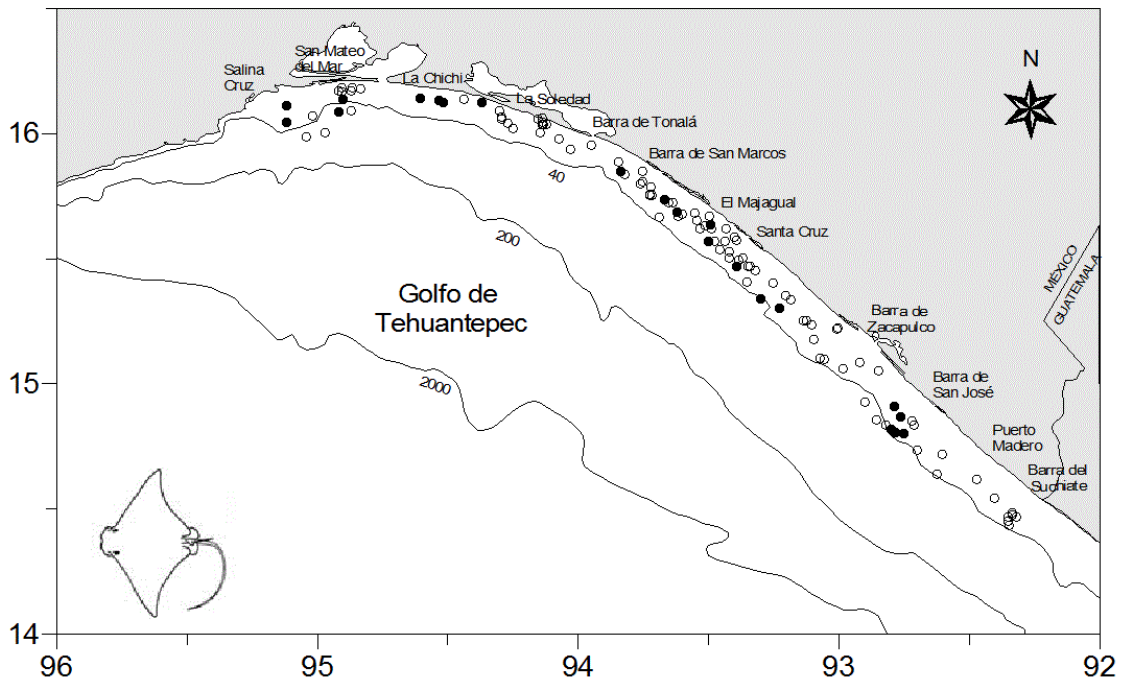 San Mateo
del Mar
Salina
Cruz
La Chichi
La Soledad
N
16
Barra de Tonalá
Barra de San Marcos
40
El Majagual
Santa Cruz
200
MÉXICO
GUATEMALA
Golfo de
Tehuantepec
Barra de
Zacapulco
2000
15
Barra de
San José
Puerto
Madero
Barra del
Suchiate
14
96
95
94
93
92